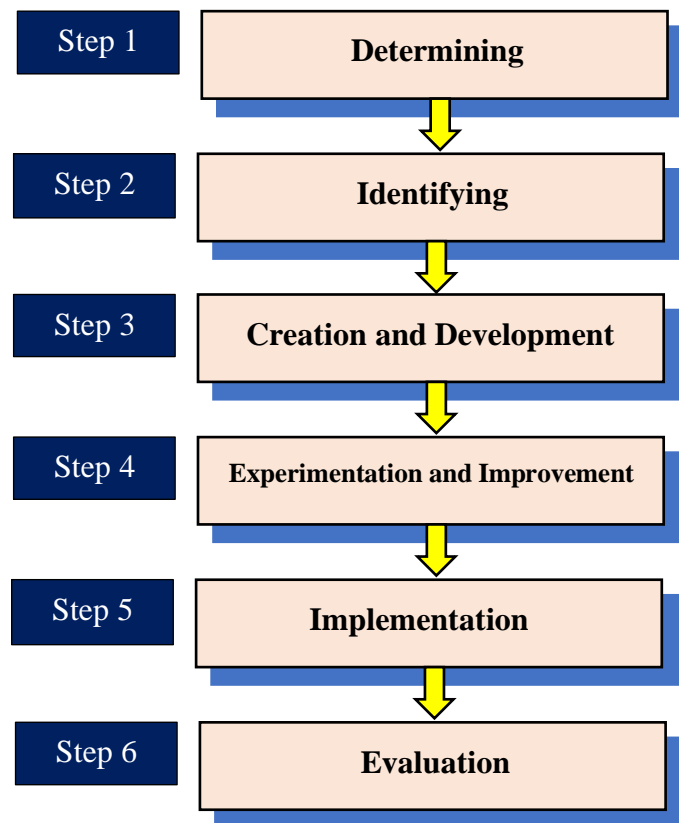 Step 1
Determining
Step 2
Identifying
Step 3
Creation and Development
Step 4
Experimentation and Improvement
Step 5
Implementation
Step 6
Evaluation